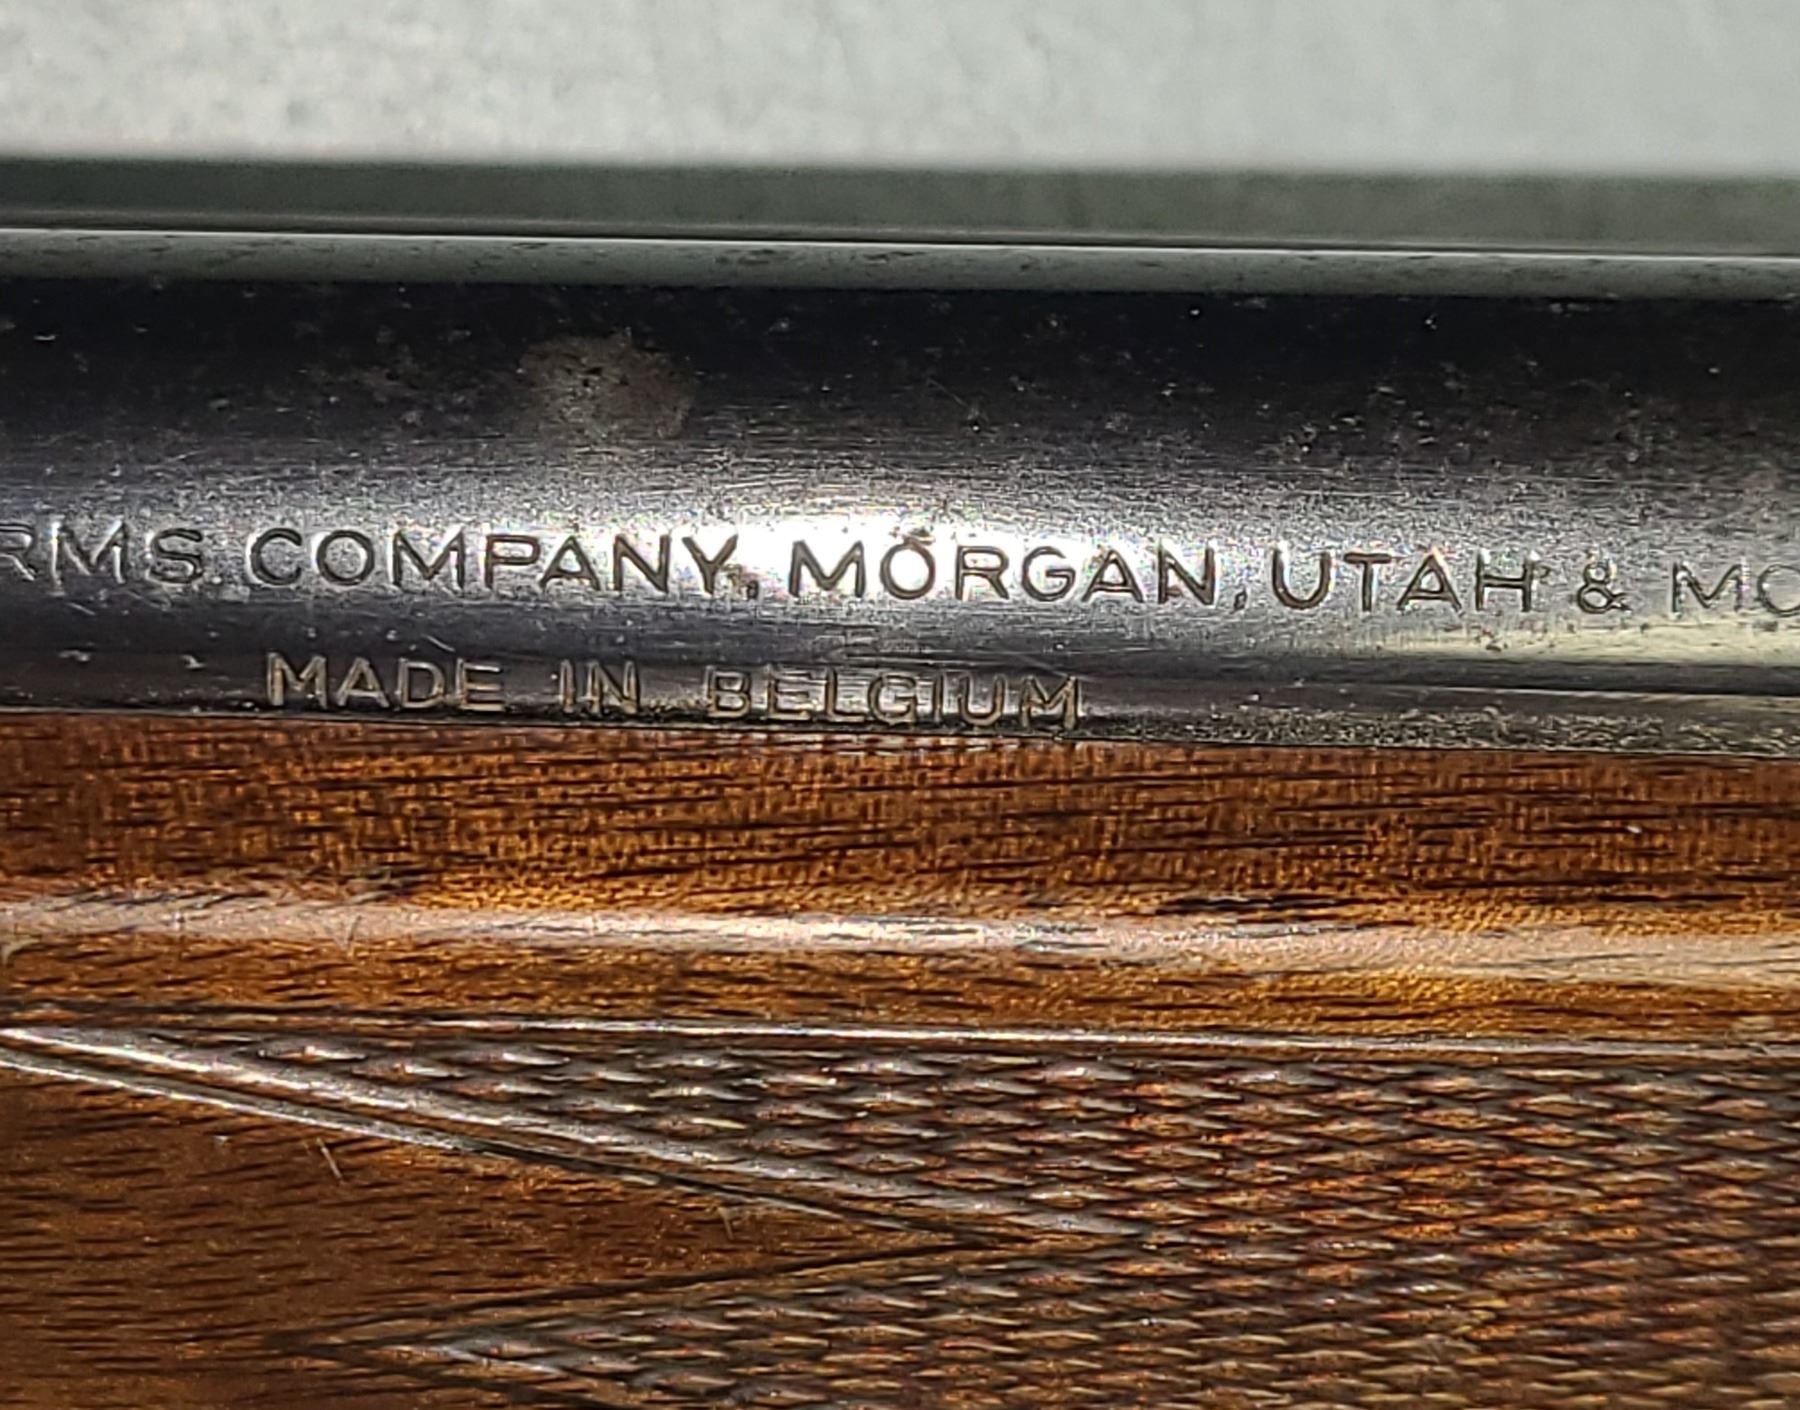 RMS COMPANY, MORGAN, UTAH & MO
MADE IN BELGIUM